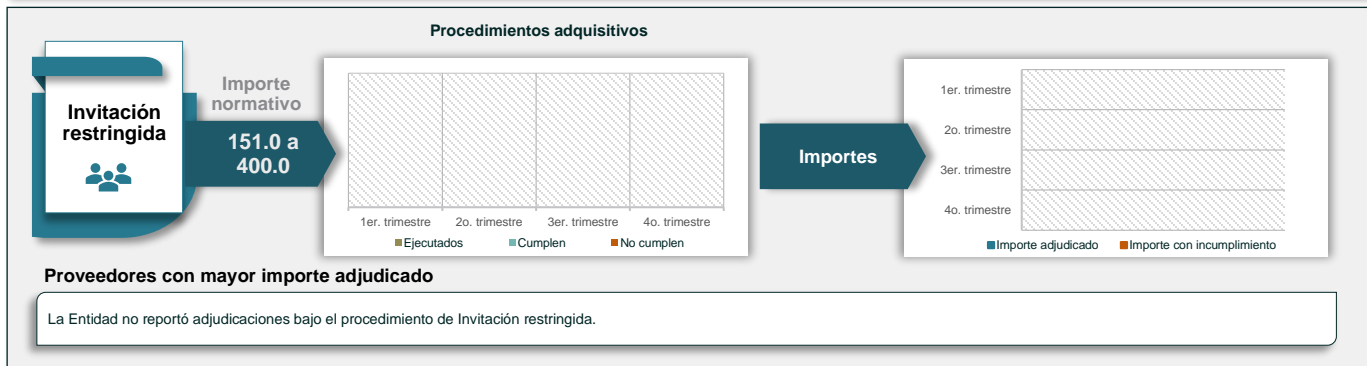 Procedimientos adquisitivos
Invitación
restringida
Importe
normativo
151.0 a
400.0
1er. trimestre 2o. trimestre 3er. trimestre 4o. trimestre
Ejecutados Cumplen No cumplen
Importes
1er. trimestre
2o. trimestre
3er. trimestre
4o. trimestre
Importe adjudicado Importe con incumplimiento
Proveedores con mayor importe adjudicado
La Entidad no reportó adjudicaciones bajo el procedimiento de Invitación restringida.